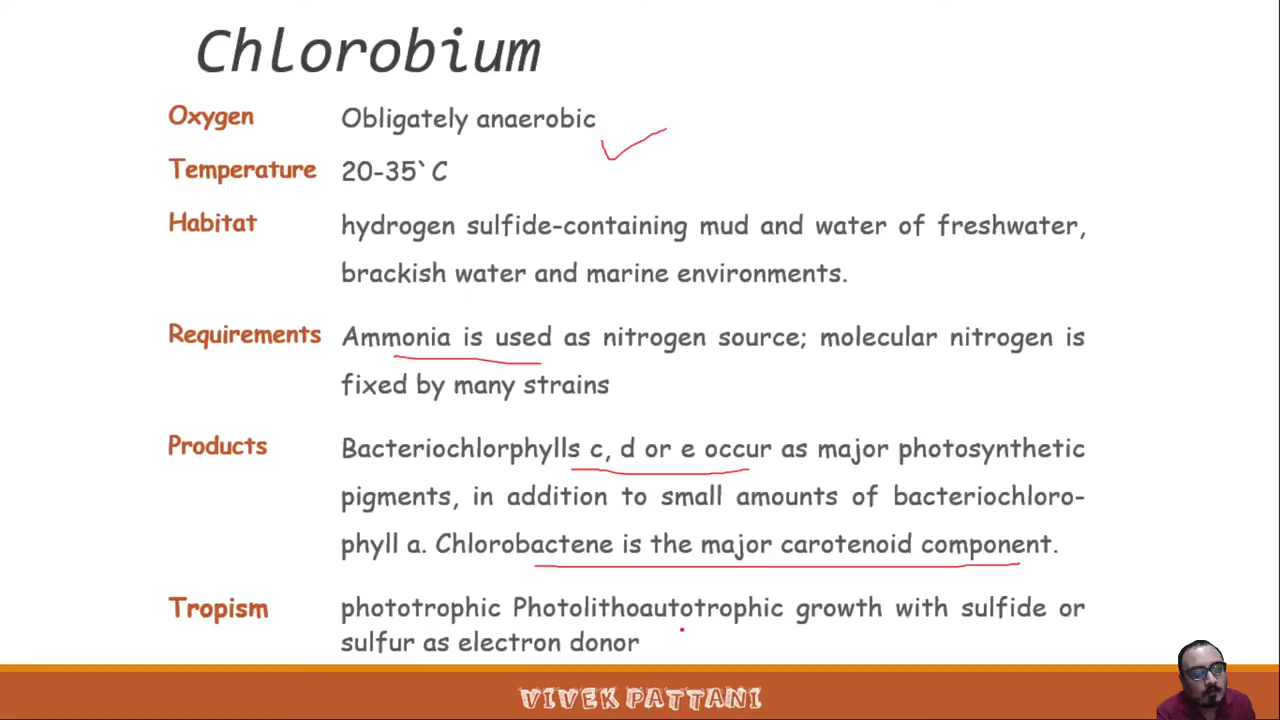 Chlorobium
Oxygen Obligately anaerobic
Temperature 20-35`C
Habitat hydrogen sulfide-containing mud and water of freshwater,
brackish water and marine environments.
Requirements Ammonia is used as nitrogen source; molecular nitrogen is
fixed by many strains
Products Bacteriochlorphylls c, d or e occur as major photosynthetic
pigments, in addition to small amounts of bacteriochloro-
phyll a. Chlorobactene is the major carotenoid component.
Tropism phototrophic Photolithoautotrophic growth with sulfide or
sulfur as electron donor
VIVEK PATTANI